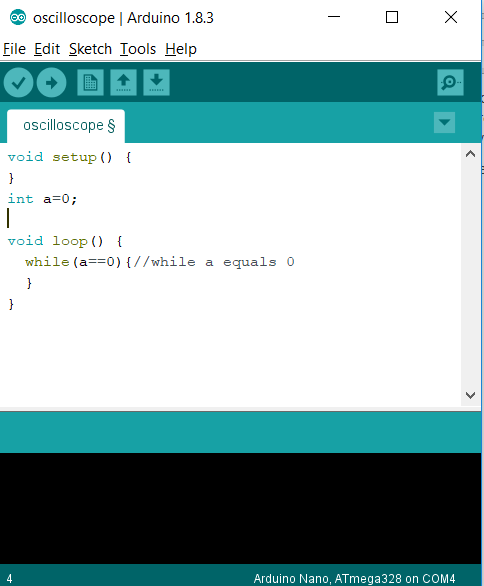 oscilloscope | Arduino 1.8.3
File Edit Sketch Tools Help
oscilloscope §
void setup() {
}
int a=0;
void loop() {
  while(a==0){//while a equals 0
  }
}
4 Arduino Nano, ATmega328 on COM4